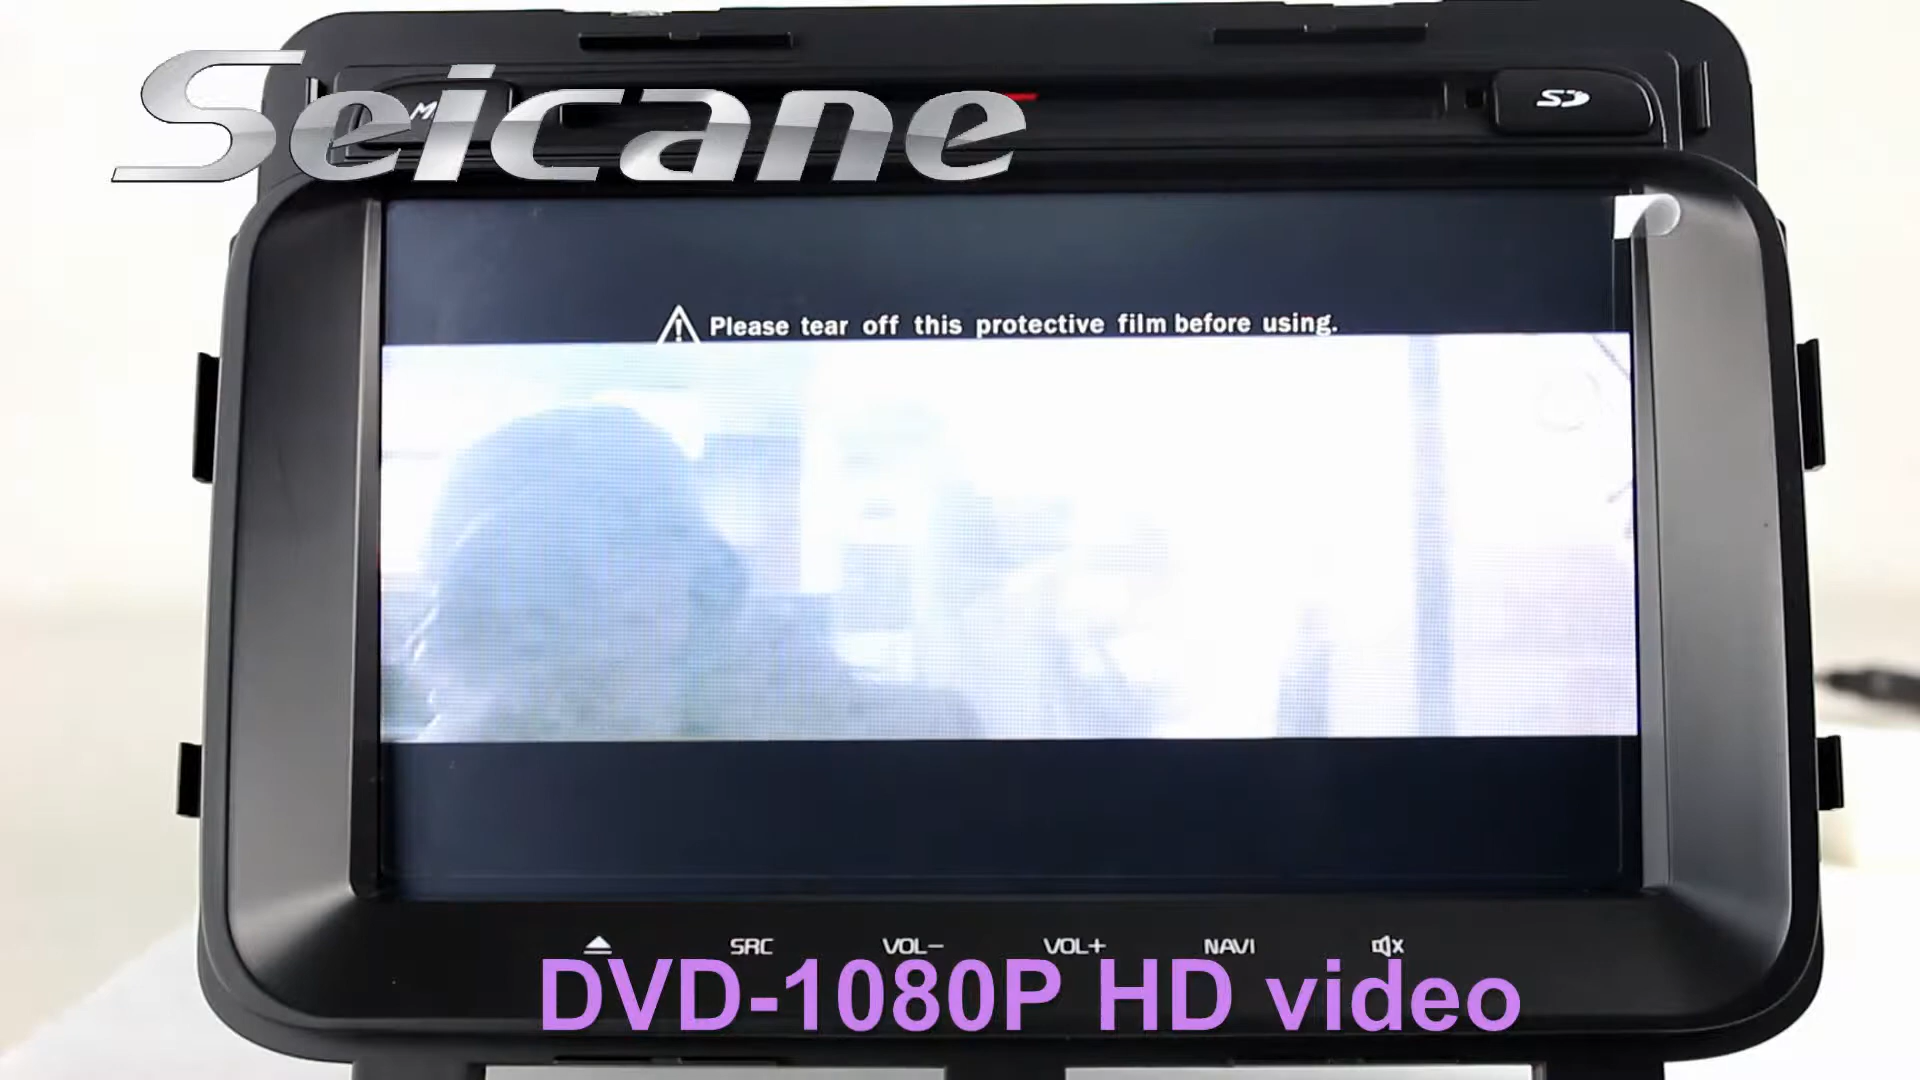 Seicane
M
SD
Please tear off this protective film before using.
SRC VOL- VOL+ NAVI
DVD-1080P HD video